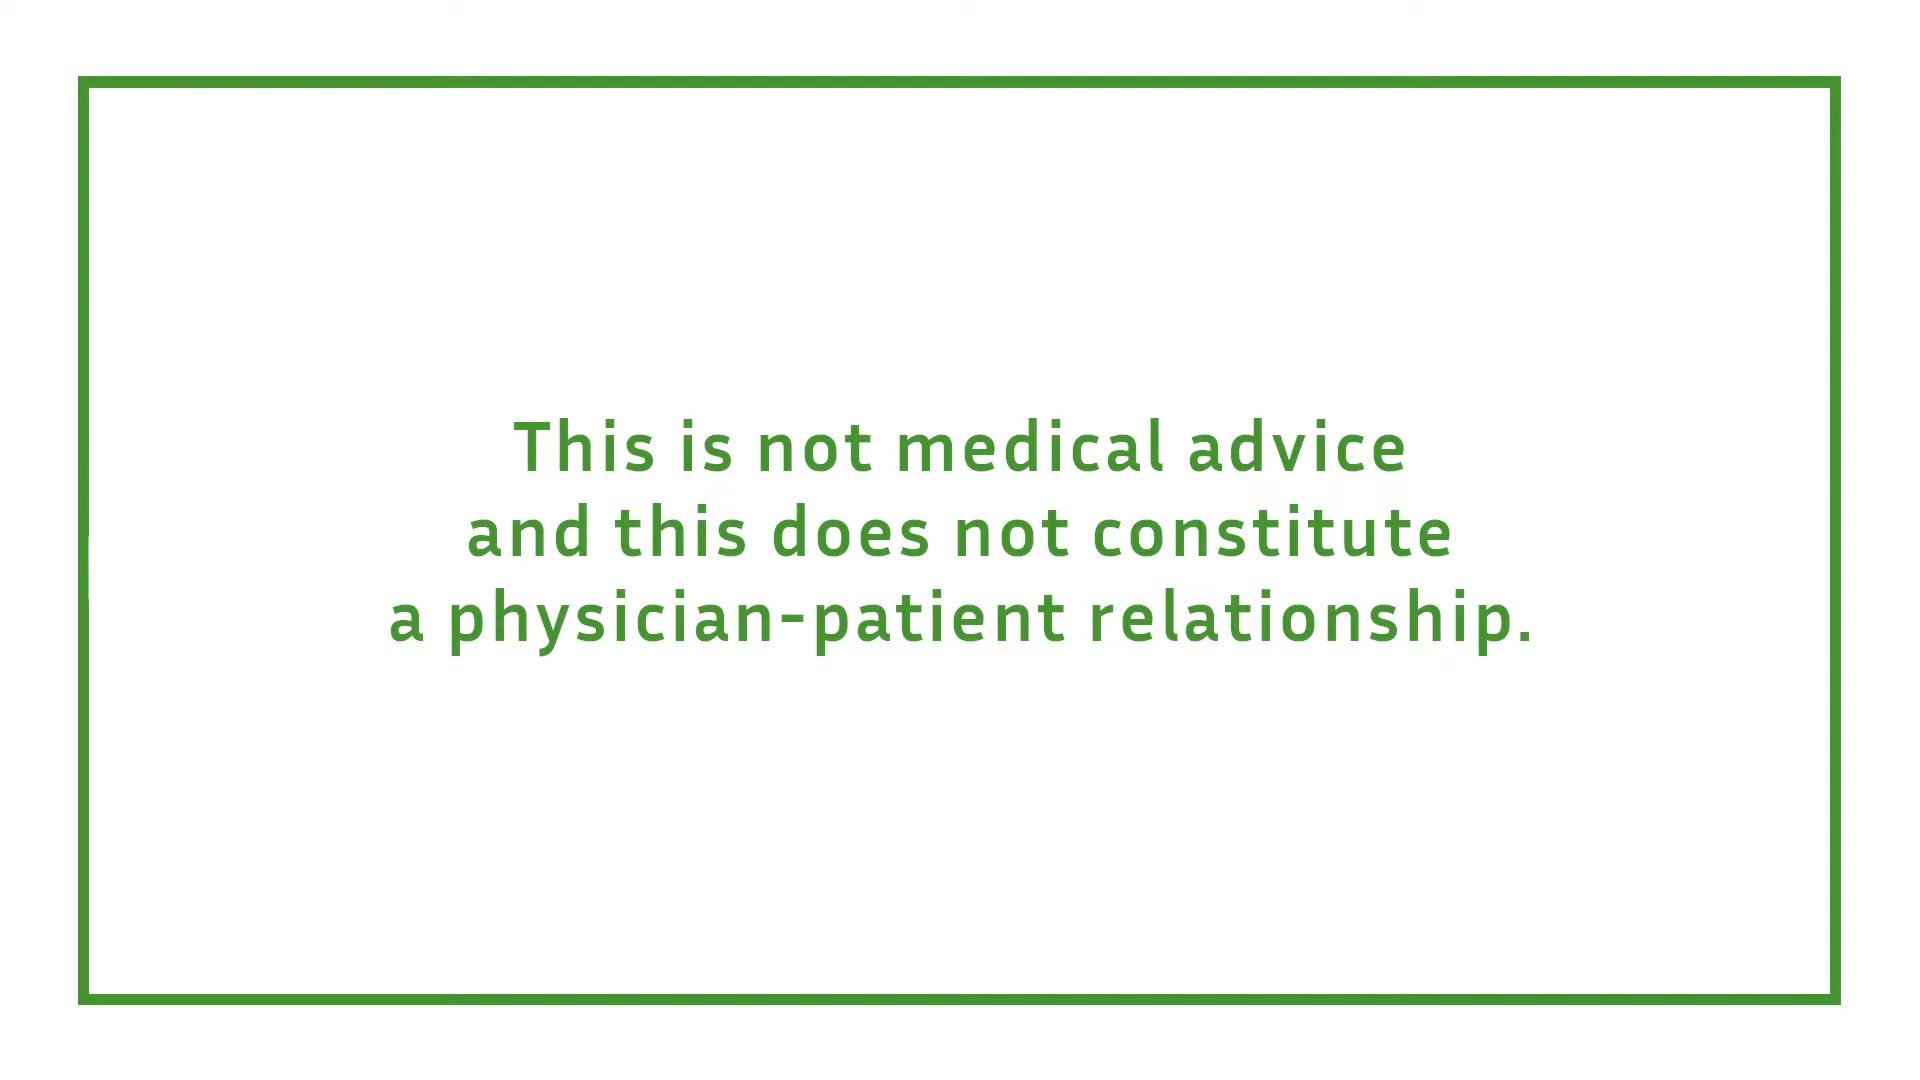 This is not medical advice
and this does not constitute
a physician-patient relationship.